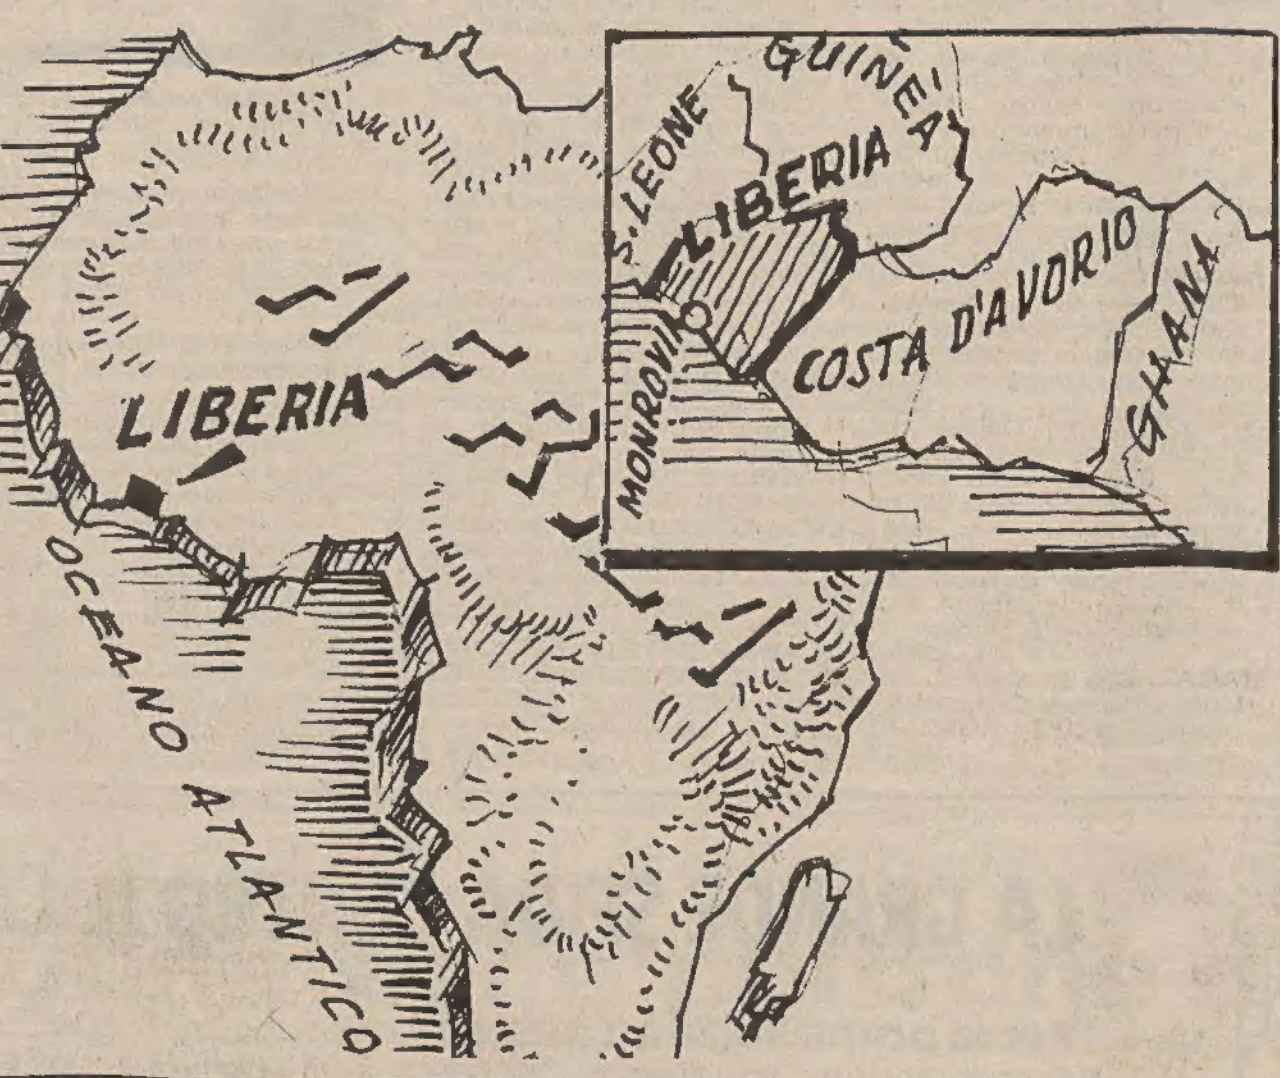 LIBERIA
OCEANO ATLANTICO
GUINEA
S. LEONE
LIBERIA
MONROVIA
COSTA D'AVORIO
GHANA